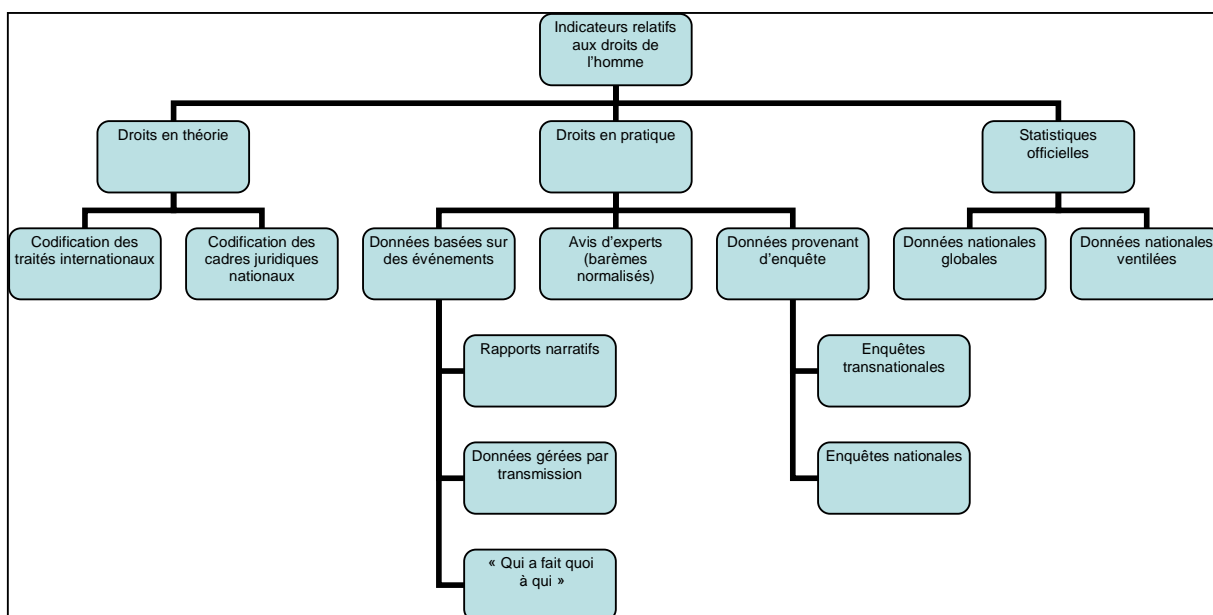 Indicateurs relatifs
aux droits de
l'homme
Droits en théorie
Droits en pratique
Statistiques
officielles
Codification des
traités internationaux
Codification des
cadres juridiques
nationaux
Données basées sur
des événements
Avis d'experts
(barèmes
normalisés)
Données provenant
d'enquête
Données nationales
globales
Données nationales
ventilées
Rapports narratifs
Enquêtes
transnationales
Données gérées par
transmission
Enquêtes nationales
« Qui a fait quoi
à qui »